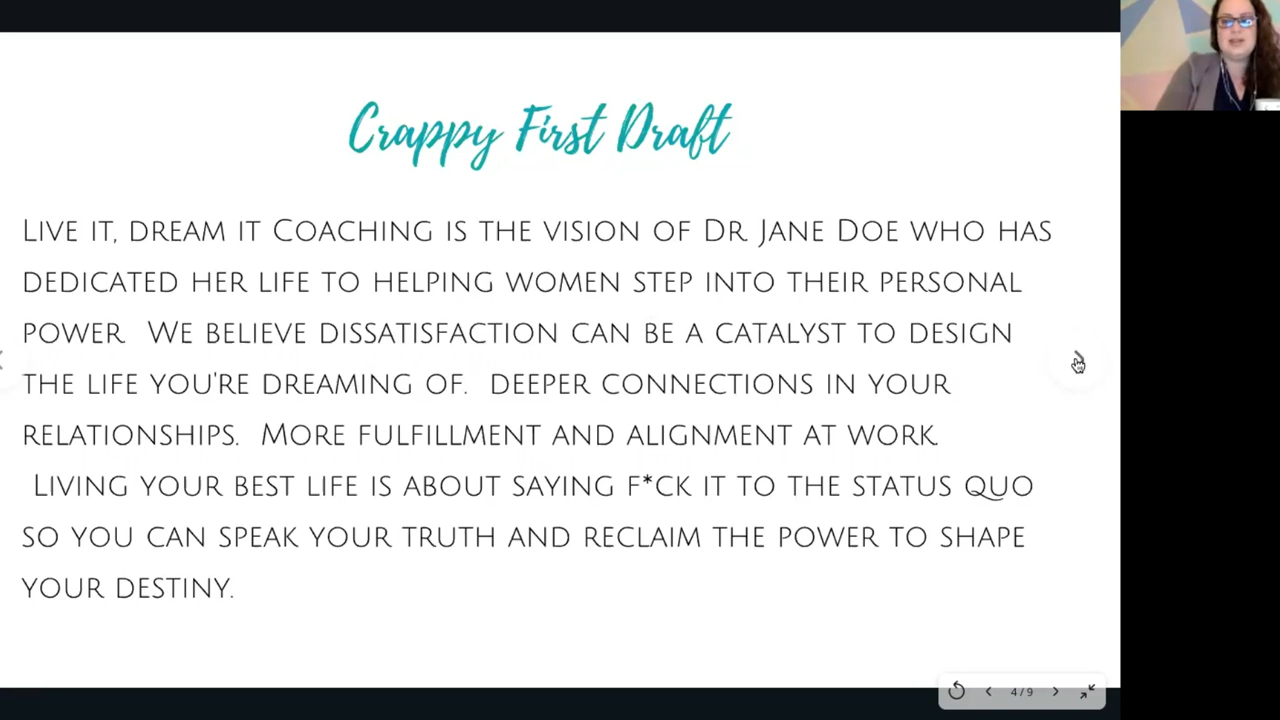 Crappy First Draft
Live it, dream it Coaching is the vision of Dr. Jane Doe who has
dedicated her life to helping women step into their personal
power. We believe dissatisfaction can be a catalyst to design
the life you're dreaming of. Deeper connections in your
relationships. More fulfillment and alignment at work.
Living your best life is about saying f*ck it to the status quo
so you can speak your truth and reclaim the power to shape
your destiny.
4/9